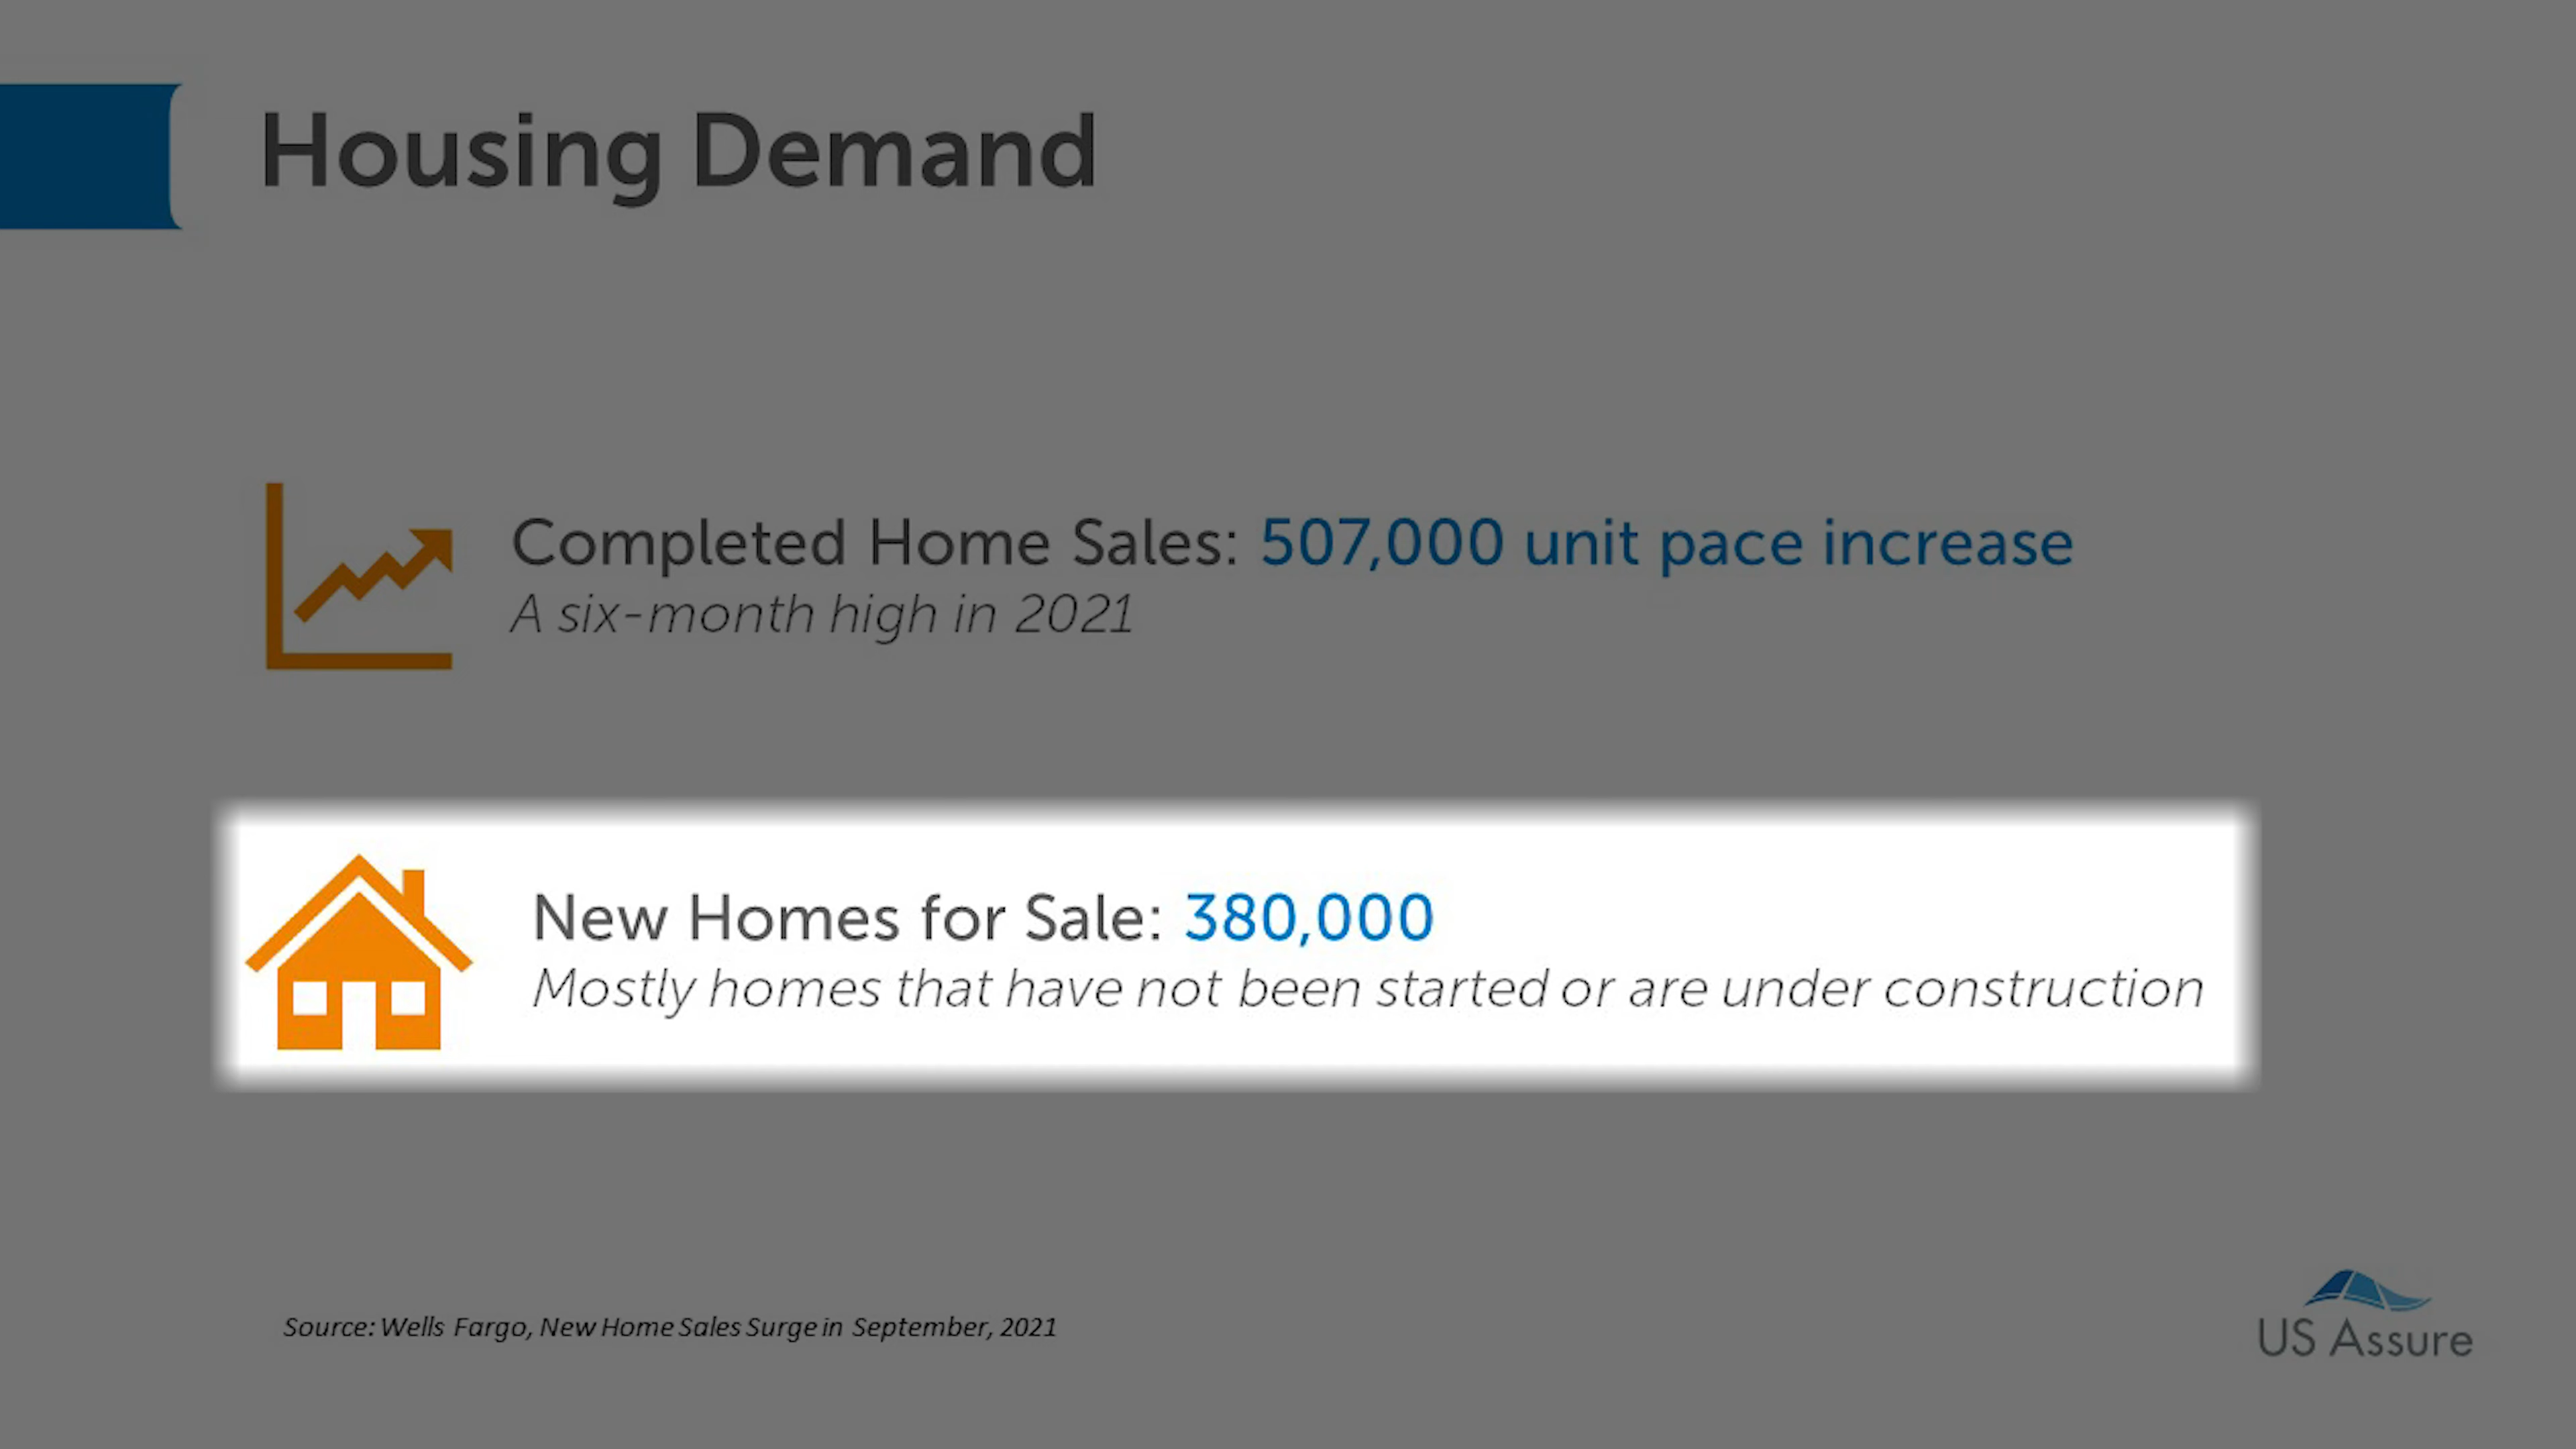 Housing Demand
Completed Home Sales: 507,000 unit pace increase
A six-month high in 2021
New Homes for Sale: 380,000
Mostly homes that have not been started or are under construction
Source: Wells Fargo, New Home Sales Surge in September, 2021
US Assure